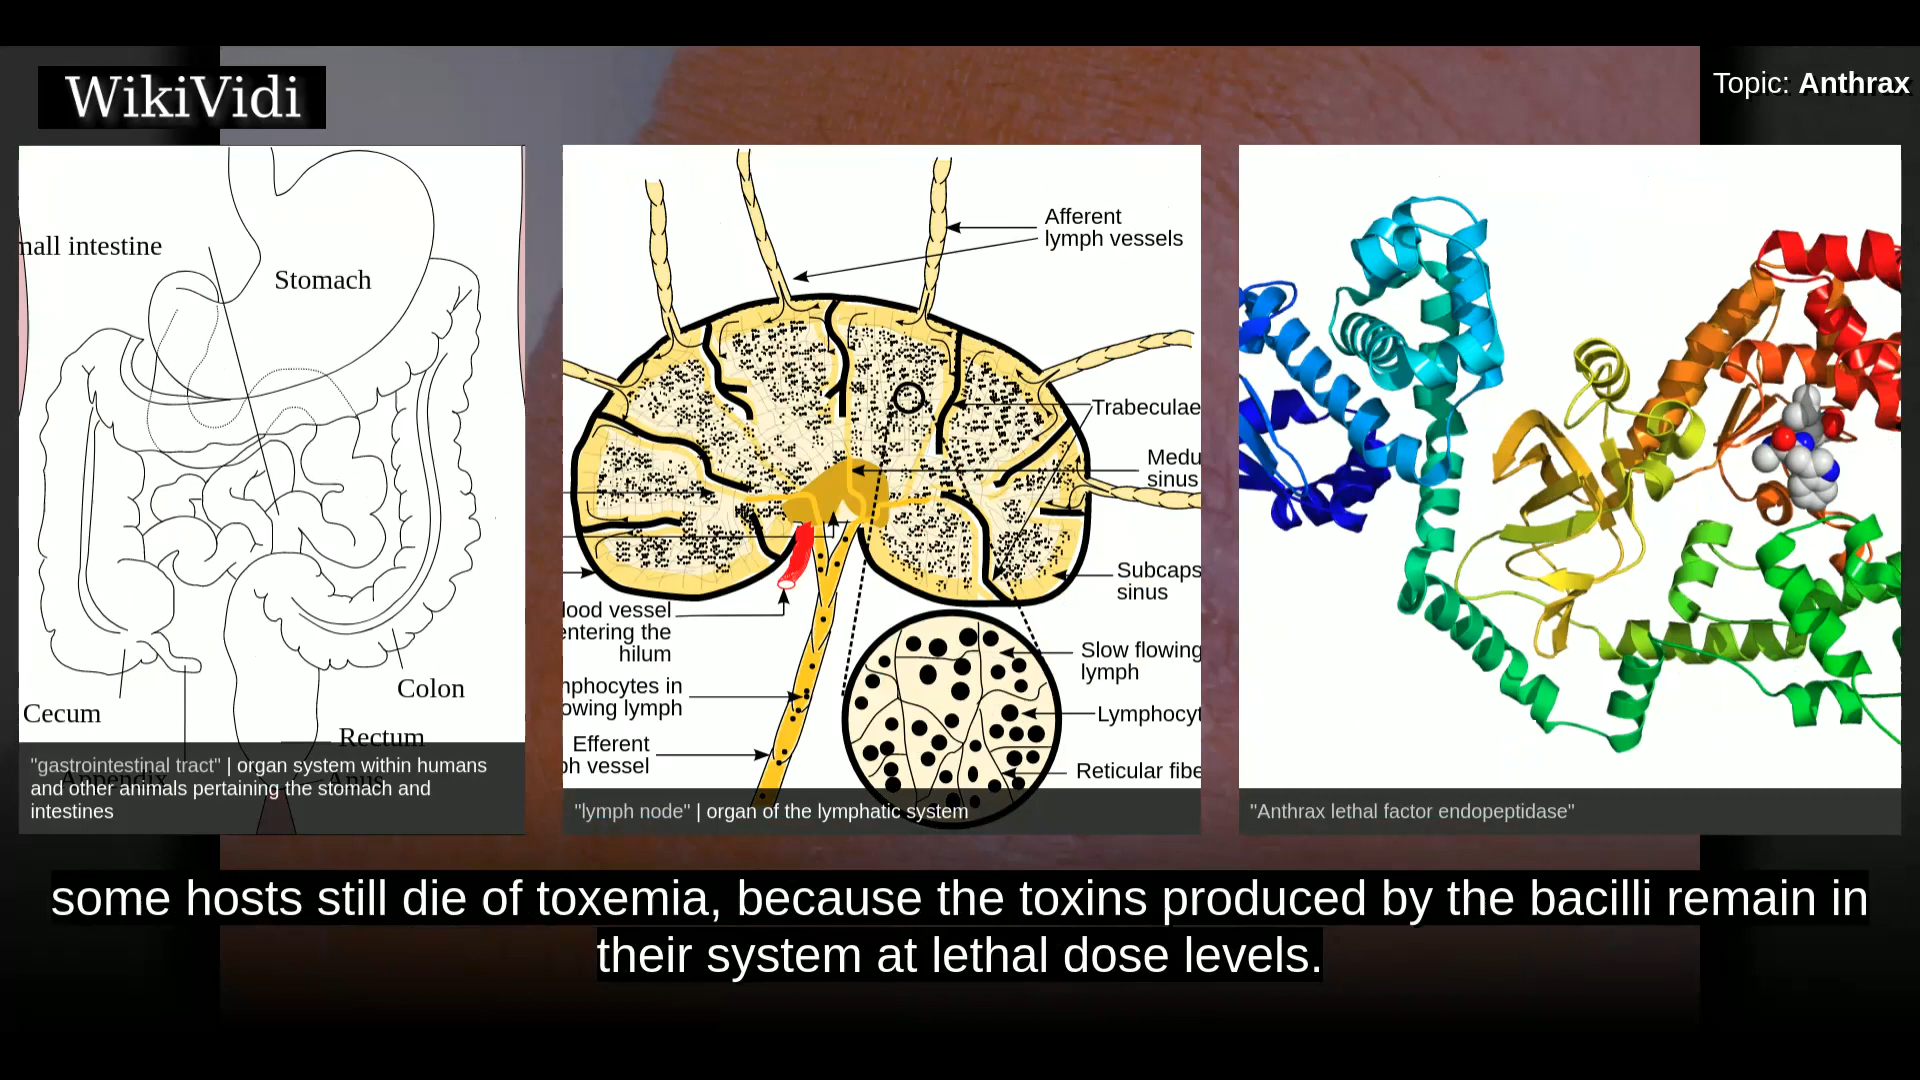 WikiVidi
Topic: Anthrax
intestine
Stomach
Cecum
Colon
Rectum
Appendix
Anus
"gastrointestinal tract" | organ system within humans
and other animals pertaining the stomach and
intestines
Afferent
lymph vessels
Trabeculae
Medu
sinus
Subcaps
sinus
lood vessel
entering the
hilum
Slow flowing
lymph
mphocytes in
owing lymph
Lymphocyt
Efferent
ph vessel
Reticular fibe
"lymph node" | organ of the lymphatic system
"Anthrax lethal factor endopeptidase"
some hosts still die of toxemia, because the toxins produced by the bacilli remain in
their system at lethal dose levels.